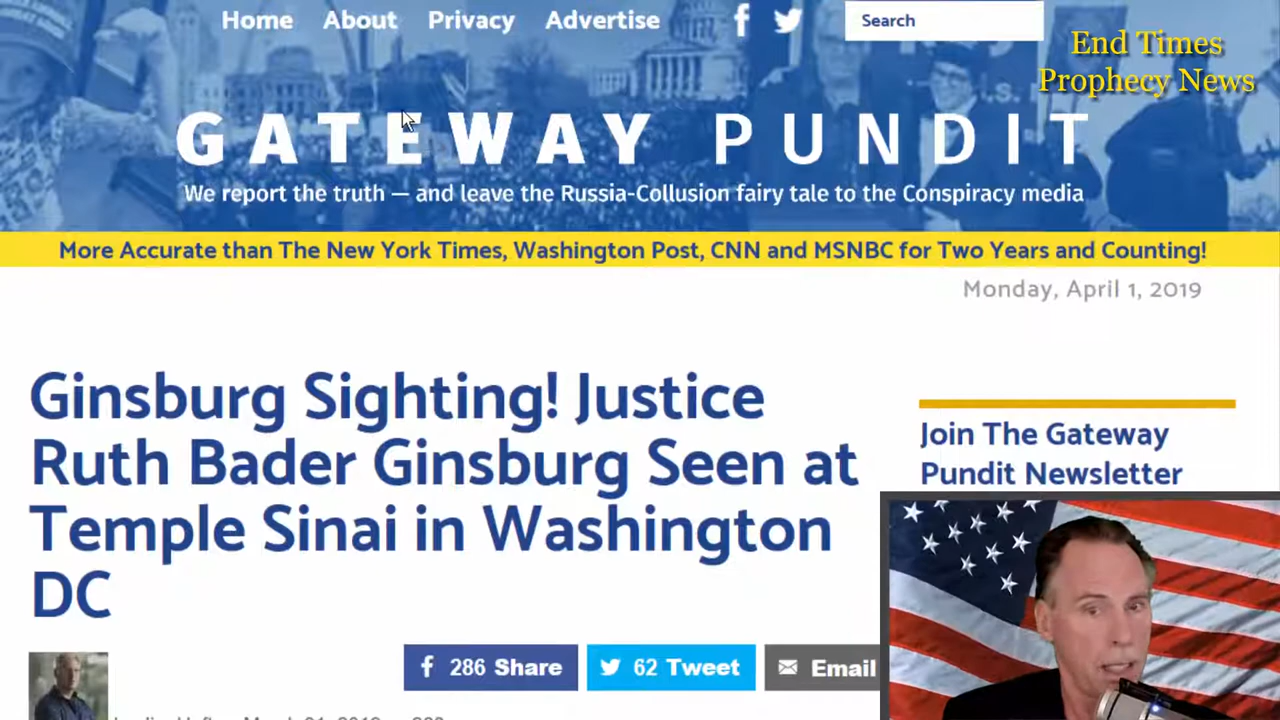 Home About Privacy Advertise
Search
End Times
Prophecy News
GATEWAY PUNDIT
We report the truth — and leave the Russia-Collusion fairy tale to the Conspiracy media
More Accurate than The New York Times, Washington Post, CNN and MSNBC for Two Years and Counting!
Monday, April 1, 2019
Ginsburg Sighting! Justice
Ruth Bader Ginsburg Seen at
Temple Sinai in Washington
DC
Join The Gateway
Pundit Newsletter
286 Share
62 Tweet
Email